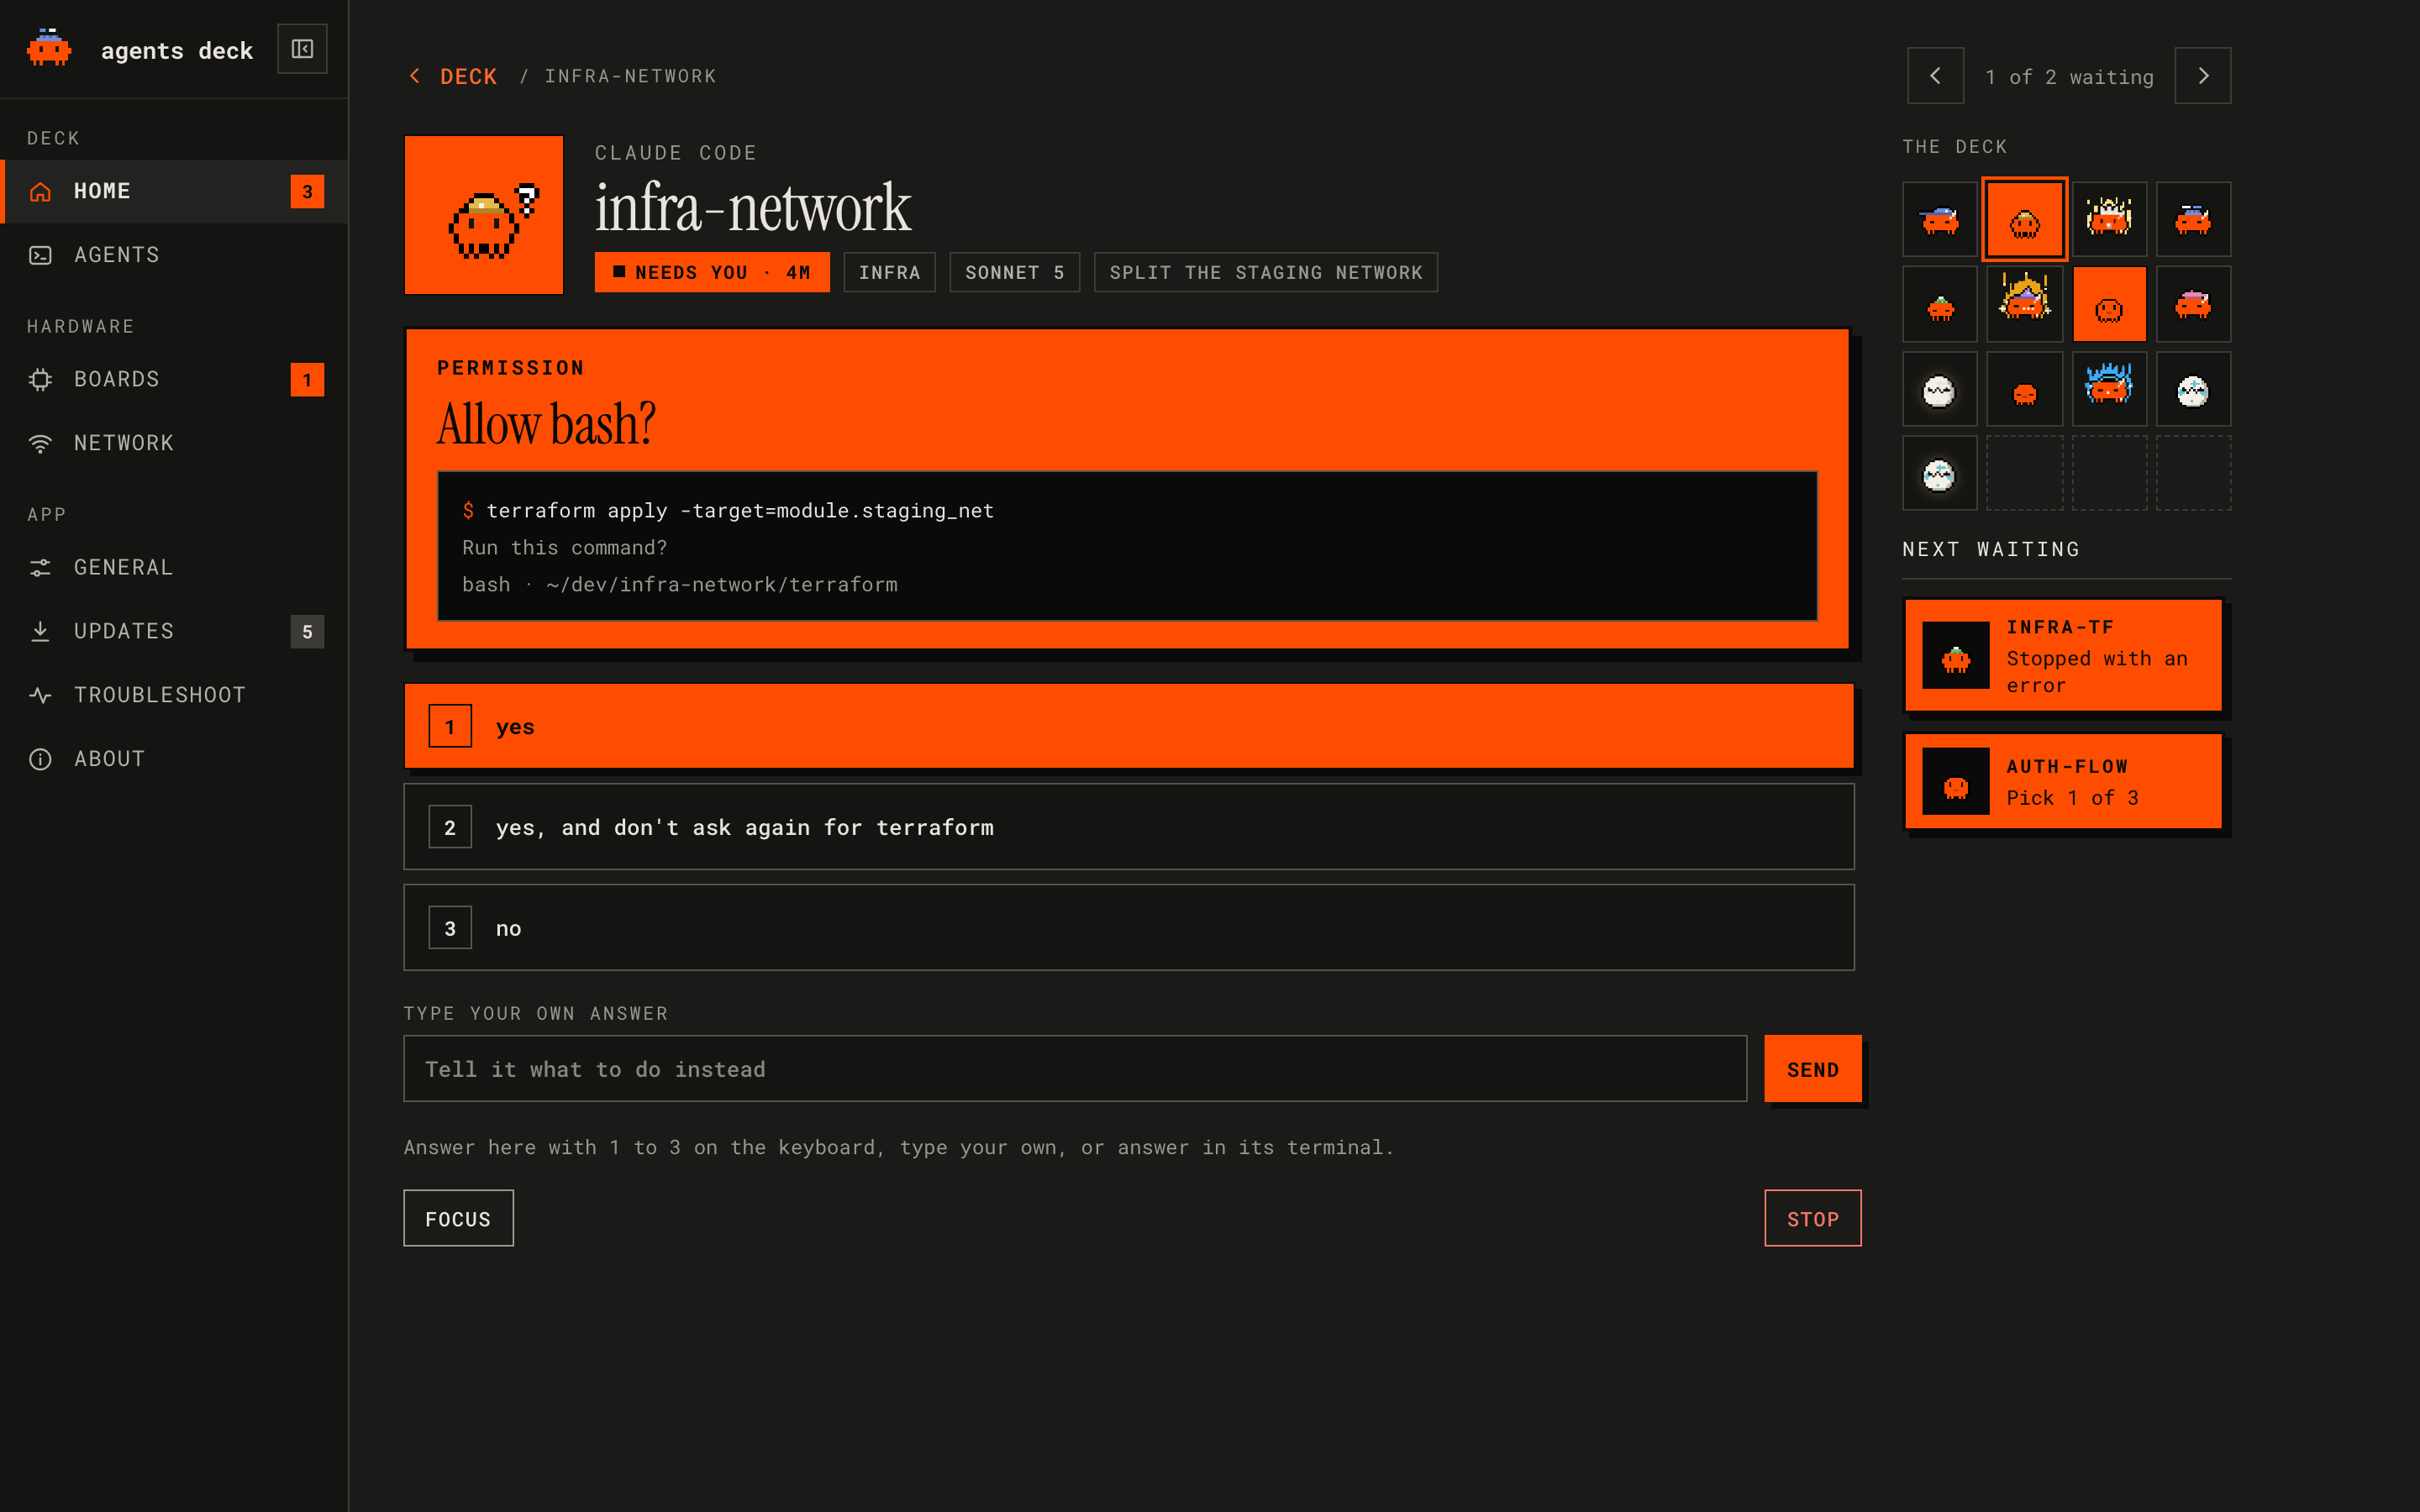 agents deck
DECK
HOME 3
AGENTS
HARDWARE
BOARDS 1
NETWORK
APP
GENERAL
UPDATES 5
TROUBLESHOOT
ABOUT
DECK / INFRA-NETWORK
1 of 2 waiting
CLAUDE CODE
infra-network
NEEDS YOU · 4M
INFRA
SONNET 5
SPLIT THE STAGING NETWORK
PERMISSION
Allow bash?
$ terraform apply -target=module.staging_net
Run this command?
bash · ~/dev/infra-network/terraform
1 yes
2 yes, and don't ask again for terraform
3 no
TYPE YOUR OWN ANSWER
Tell it what to do instead
SEND
Answer here with 1 to 3 on the keyboard, type your own, or answer in its terminal.
FOCUS
STOP
THE DECK
NEXT WAITING
INFRA-TF
Stopped with an
error
AUTH-FLOW
Pick 1 of 3